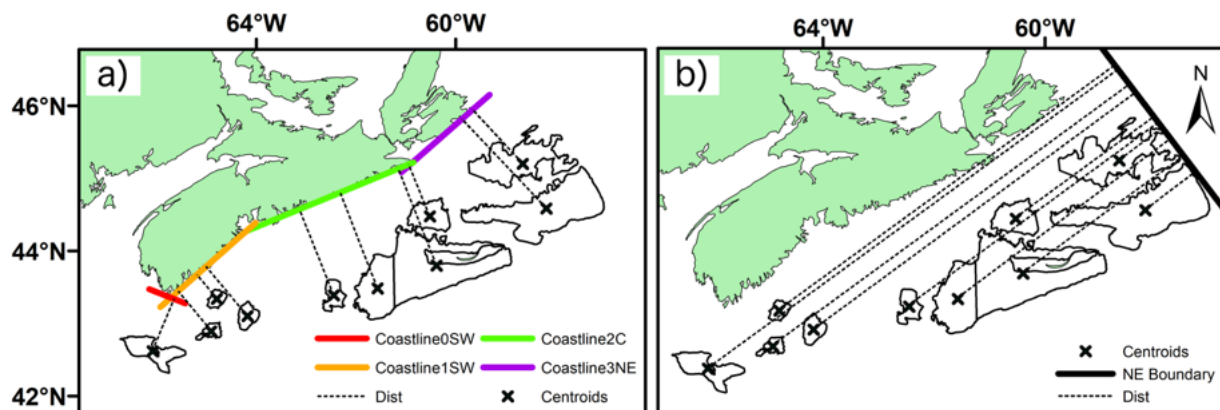 64°W 60°W 64°W 60°W
a) b) N
46°N
44°N
42°N
Coastline0SW Coastline2C
Coastline1SW Coastline3NE
Dist Centroids
Centroids
NE Boundary
Dist